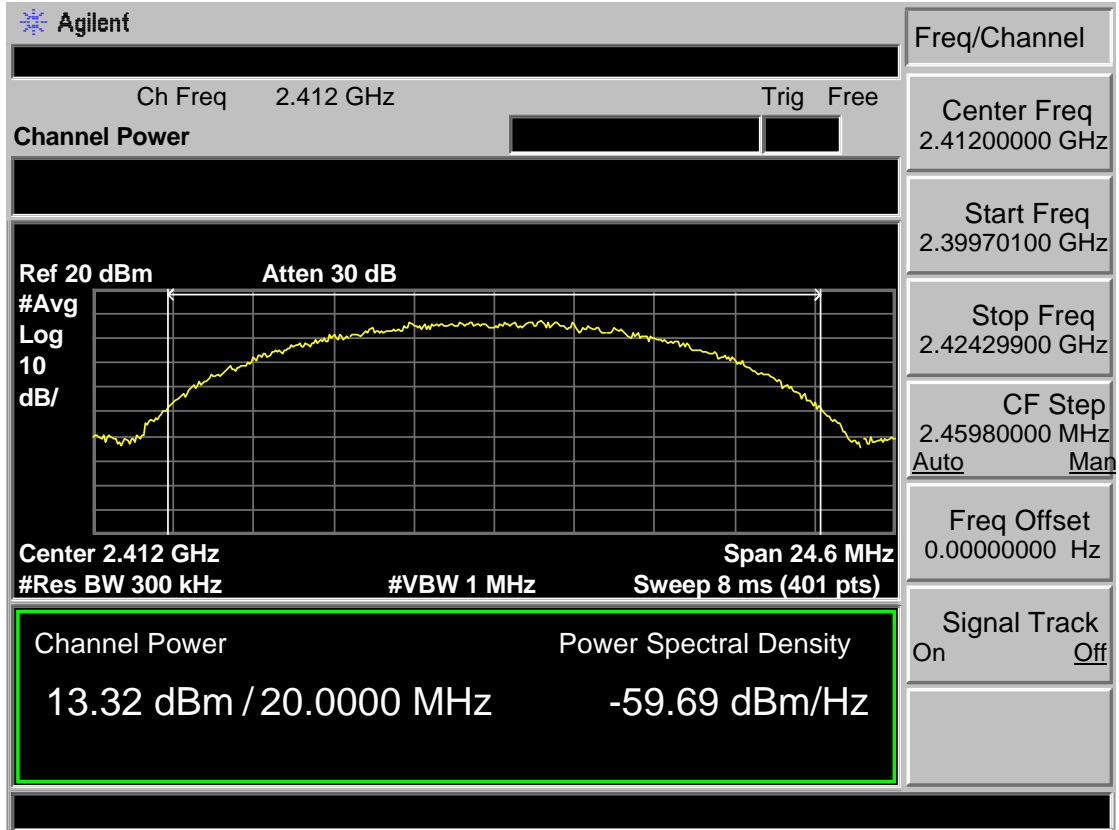 Agilent
Freq/Channel
Ch Freq 2.412 GHz Trig Free
Channel Power
Center Freq
2.41200000 GHz
Start Freq
2.39970100 GHz
Stop Freq
2.42429900 GHz
CF Step
2.45980000 MHz
Auto Man
Freq Offset
0.00000000 Hz
Signal Track
On Off
Ref 20 dBm Atten 30 dB
#Avg
Log
10
dB/
Center 2.412 GHz Span 24.6 MHz
#Res BW 300 kHz #VBW 1 MHz Sweep 8 ms (401 pts)
Channel Power Power Spectral Density
13.32 dBm / 20.0000 MHz -59.69 dBm/Hz